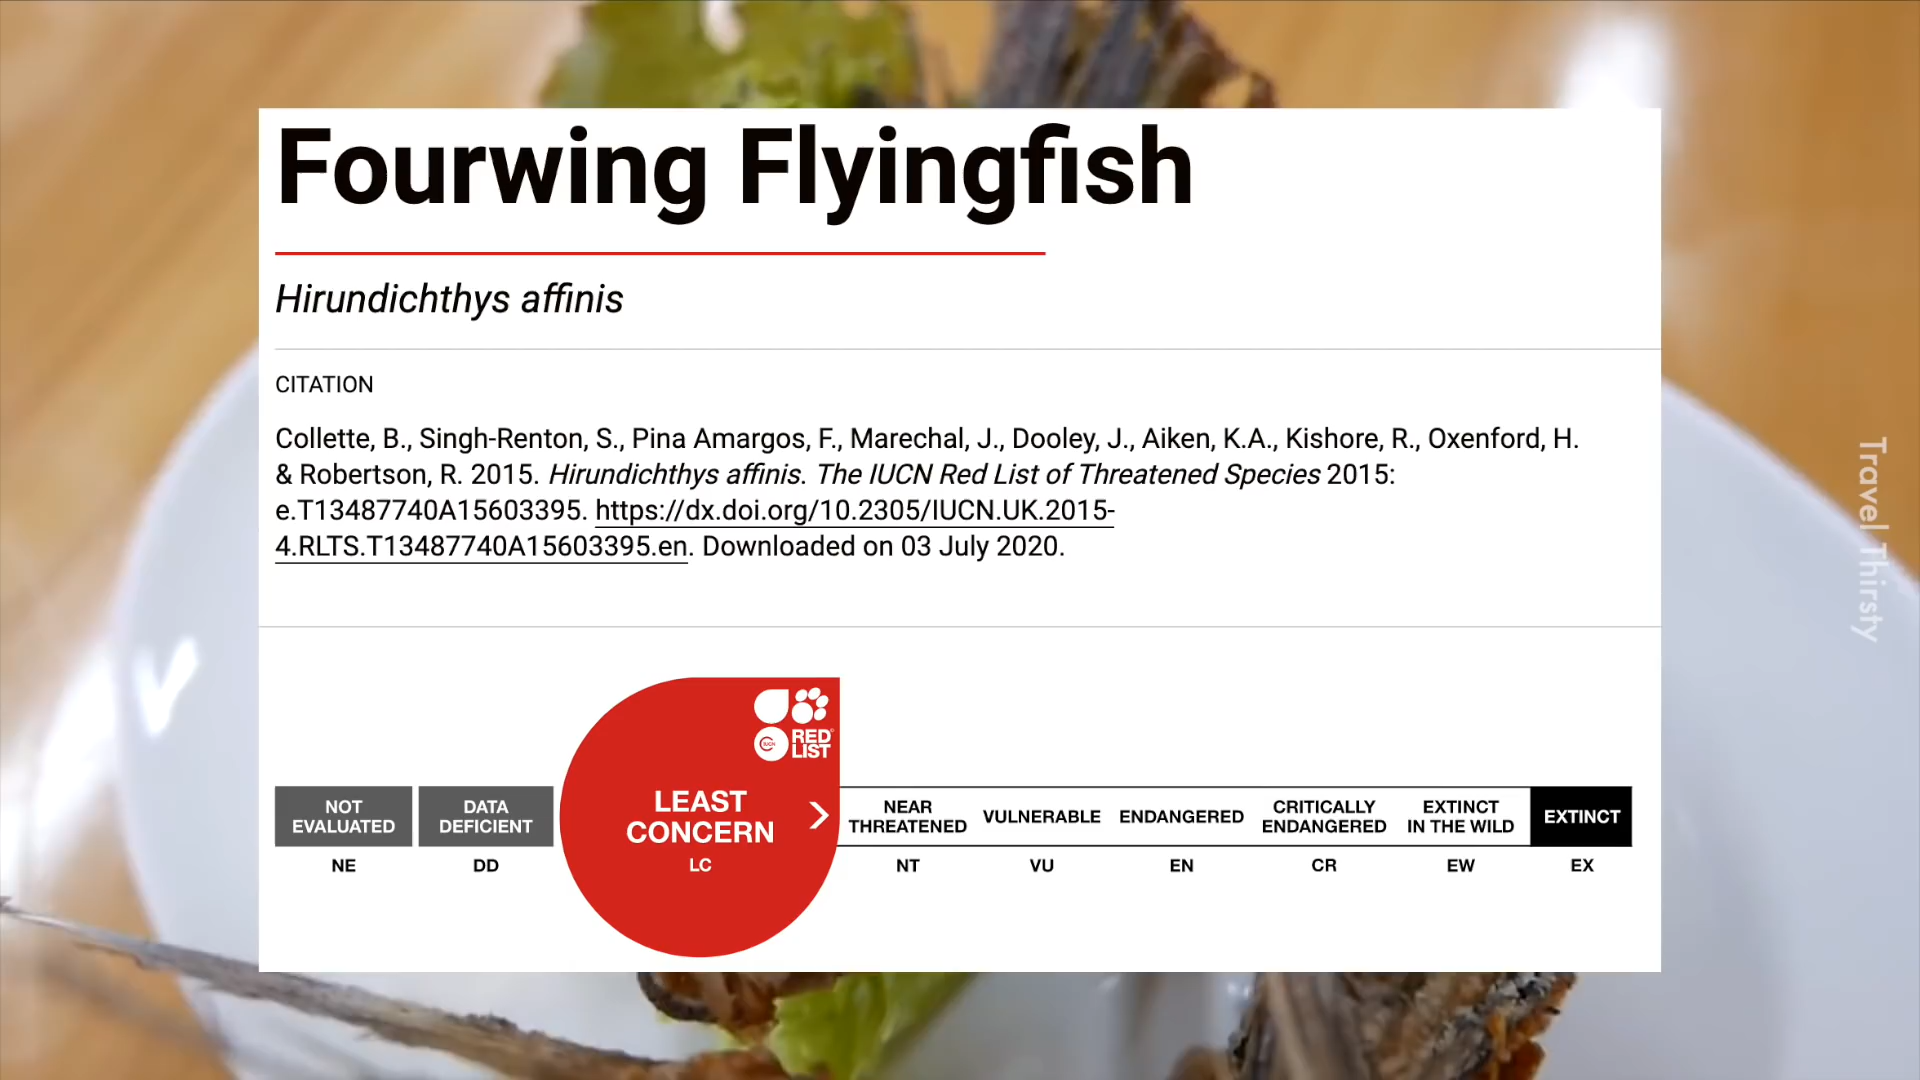 Fourwing Flyingfish
Hirundichthys affinis
CITATION
Collette, B., Singh-Renton, S., Pina Amargos, F., Marechal, J., Dooley, J., Aiken, K.A., Kishore, R., Oxenford, H.
& Robertson, R. 2015. Hirundichthys affinis. The IUCN Red List of Threatened Species 2015:
e.T13487740A15603395. https://dx.doi.org/10.2305/IUCN.UK.2015-
4.RLTS.T13487740A15603395.en. Downloaded on 03 July 2020.
IUCN
RED
LIST
NOT
EVALUATED
NE
DATA
DEFICIENT
DD
LEAST
CONCERN
LC
NEAR
THREATENED
NT
VULNERABLE
VU
ENDANGERED
EN
CRITICALLY
ENDANGERED
CR
EXTINCT
IN THE WILD
EW
EXTINCT
EX
Travel Thirsty